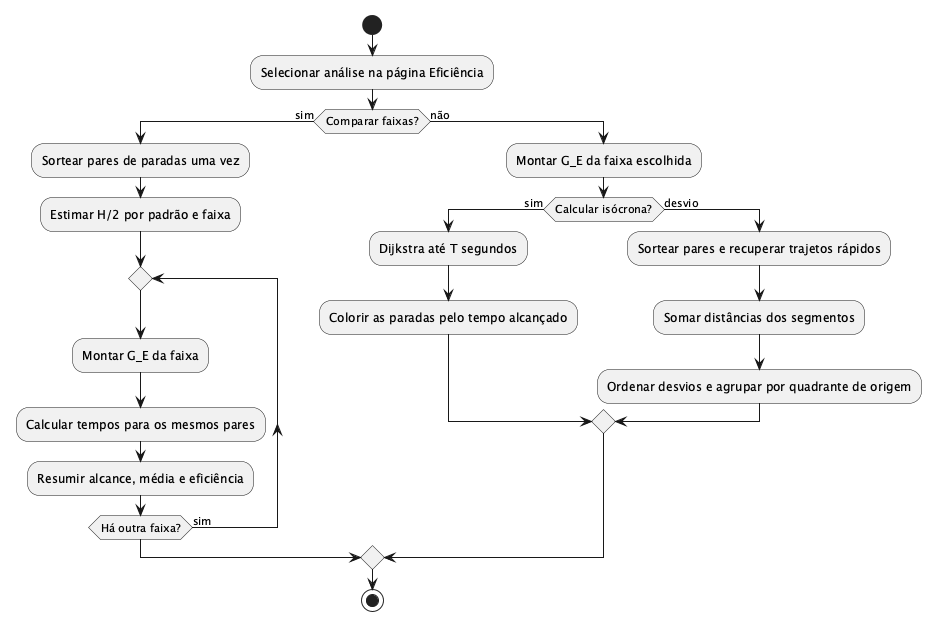 Selecionar análise na página Eficiência
sim
Comparar faixas?
não
Sortear pares de paradas uma vez
Estimar H/2 por padrão e faixa
Montar G_E da faixa
Calcular tempos para os mesmos pares
Resumir alcance, média e eficiência
Há outra faixa?
sim
Montar G_E da faixa escolhida
sim
Calcular isócrona?
desvio
Dijkstra até T segundos
Colorir as paradas pelo tempo alcançado
Sortear pares e recuperar trajetos rápidos
Somar distâncias dos segmentos
Ordenar desvios e agrupar por quadrante de origem